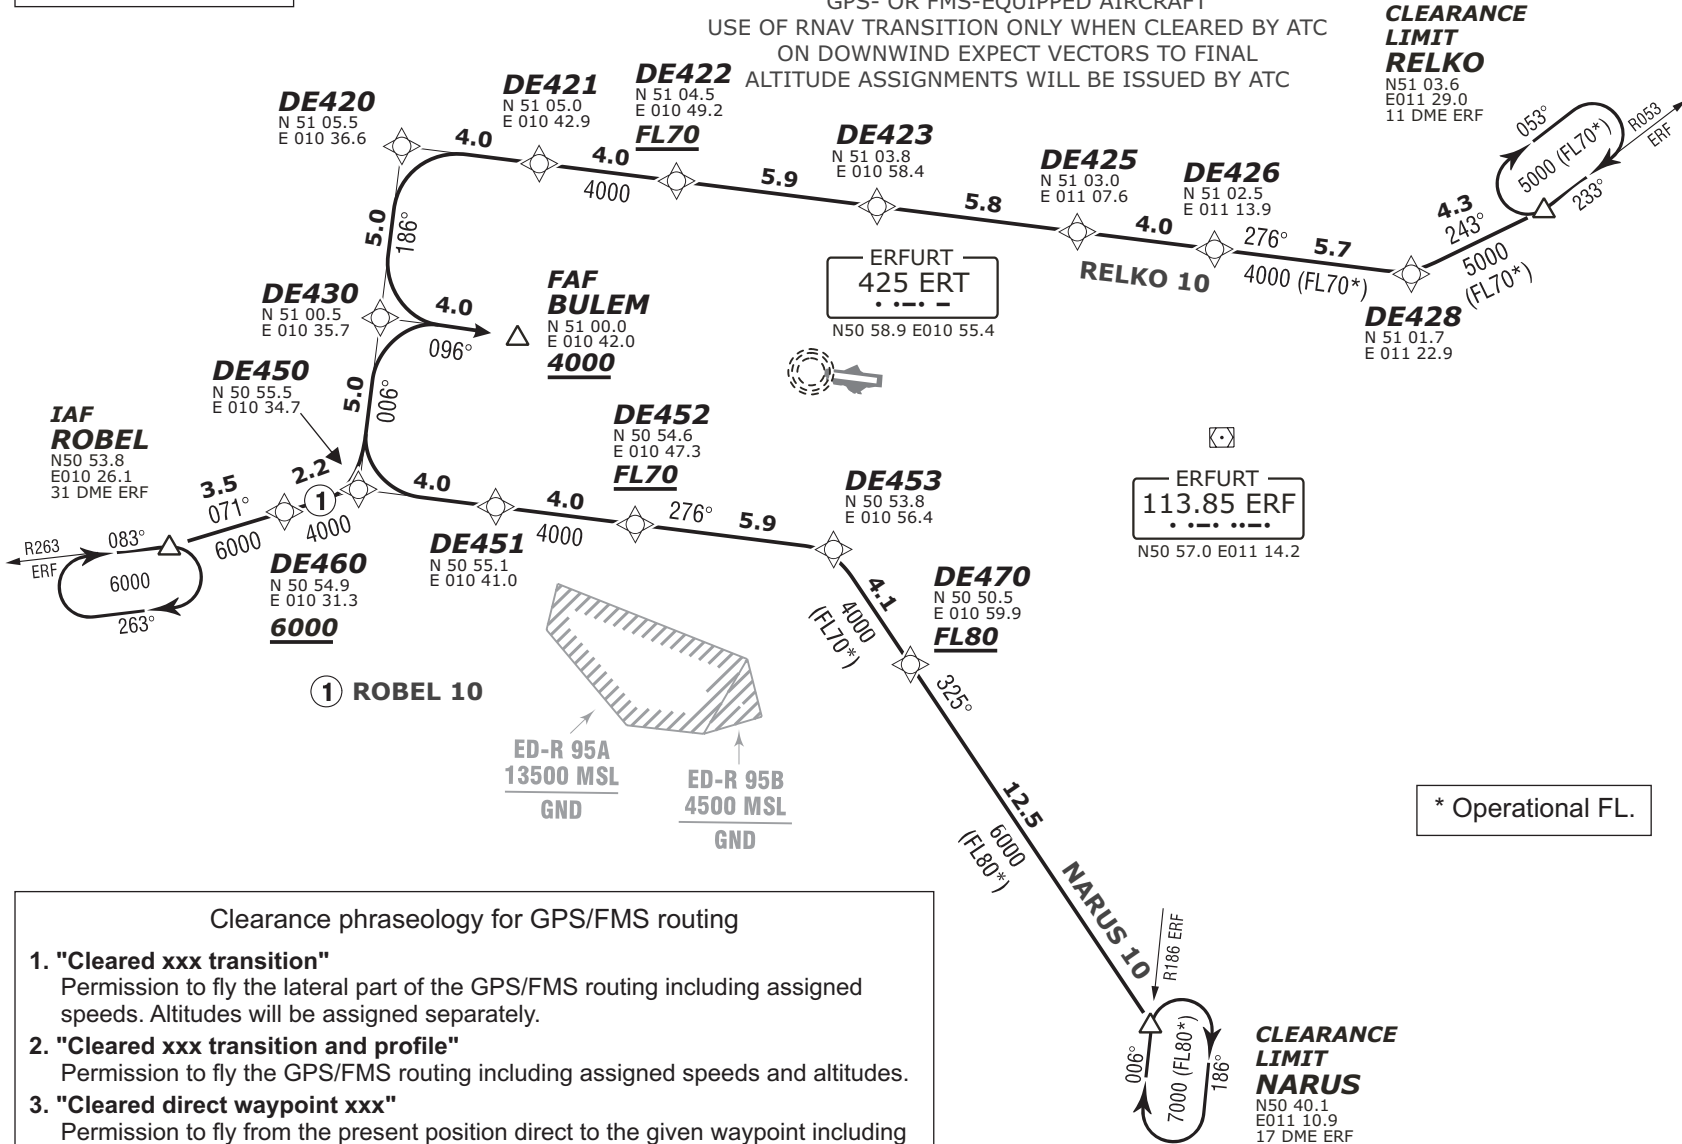 GPS- OR FMS-EQUIPPED AIRCRAFT
USE OF RNAV TRANSITION ONLY WHEN CLEARED BY ATC
ON DOWNWIND EXPECT VECTORS TO FINAL
ALTITUDE ASSIGNMENTS WILL BE ISSUED BY ATC
CLEARANCE
LIMIT
RELKO
N51 03.6
E011 29.0
11 DME ERF
053°
R053
ERF
5000 (FL70*)
233°
DE420
N 51 05.5
E 010 36.6
4.0
DE421
N 51 05.0
E 010 42.9
4.0
4000
DE422
N 51 04.5
E 010 49.2
FL70
5.9
DE423
N 51 03.8
E 010 58.4
5.8
DE425
N 51 03.0
E 011 07.6
4.0
DE426
N 51 02.5
E 011 13.9
276°
5.7
4000 (FL70*)
RELKO 10
4.3
243°
5000
(FL70*)
DE428
N 51 01.7
E 011 22.9
5.0
186°
DE430
N 51 00.5
E 010 35.7
4.0
096°
FAF
BULEM
N 51 00.0
E 010 42.0
4000
ERFURT
425 ERT
N50 58.9 E010 55.4
DE450
N 50 55.5
E 010 34.7
5.0
006°
IAF
ROBEL
N50 53.8
E010 26.1
31 DME ERF
3.5
071°
6000
2.2
1
4000
R263
ERF
083°
6000
263°
DE460
N 50 54.9
E 010 31.3
6000
4.0
DE451
N 50 55.1
E 010 41.0
4.0
4000
DE452
N 50 54.6
E 010 47.3
FL70
276°
5.9
DE453
N 50 53.8
E 010 56.4
ERFURT
113.85 ERF
N50 57.0 E011 14.2
4.1
4000
(FL70*)
DE470
N 50 50.5
E 010 59.9
FL80
325°
1 ROBEL 10
ED-R 95A
13500 MSL
GND
ED-R 95B
4500 MSL
GND
12.5
6000
(FL80*)
NARUS 10
* Operational FL.
R186 ERF
006°
7000 (FL80*)
186°
CLEARANCE
LIMIT
NARUS
N50 40.1
E011 10.9
17 DME ERF
Clearance phraseology for GPS/FMS routing
1. "Cleared xxx transition"
Permission to fly the lateral part of the GPS/FMS routing including assigned
speeds. Altitudes will be assigned separately.
2. "Cleared xxx transition and profile"
Permission to fly the GPS/FMS routing including assigned speeds and altitudes.
3. "Cleared direct waypoint xxx"
Permission to fly from the present position direct to the given waypoint including